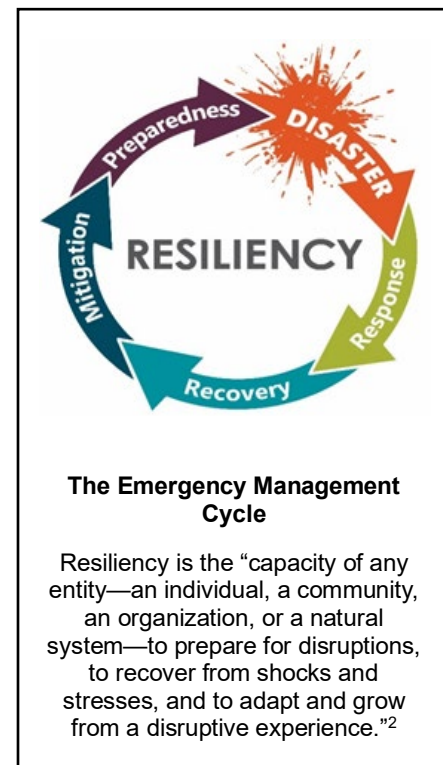 Preparedness
DISASTER
RESILIENCY
Mitigation
Response
Recovery
The Emergency Management
Cycle
Resiliency is the “capacity of any
entity—an individual, a community,
an organization, or a natural
system—to prepare for disruptions,
to recover from shocks and
stresses, and to adapt and grow
from a disruptive experience.”2